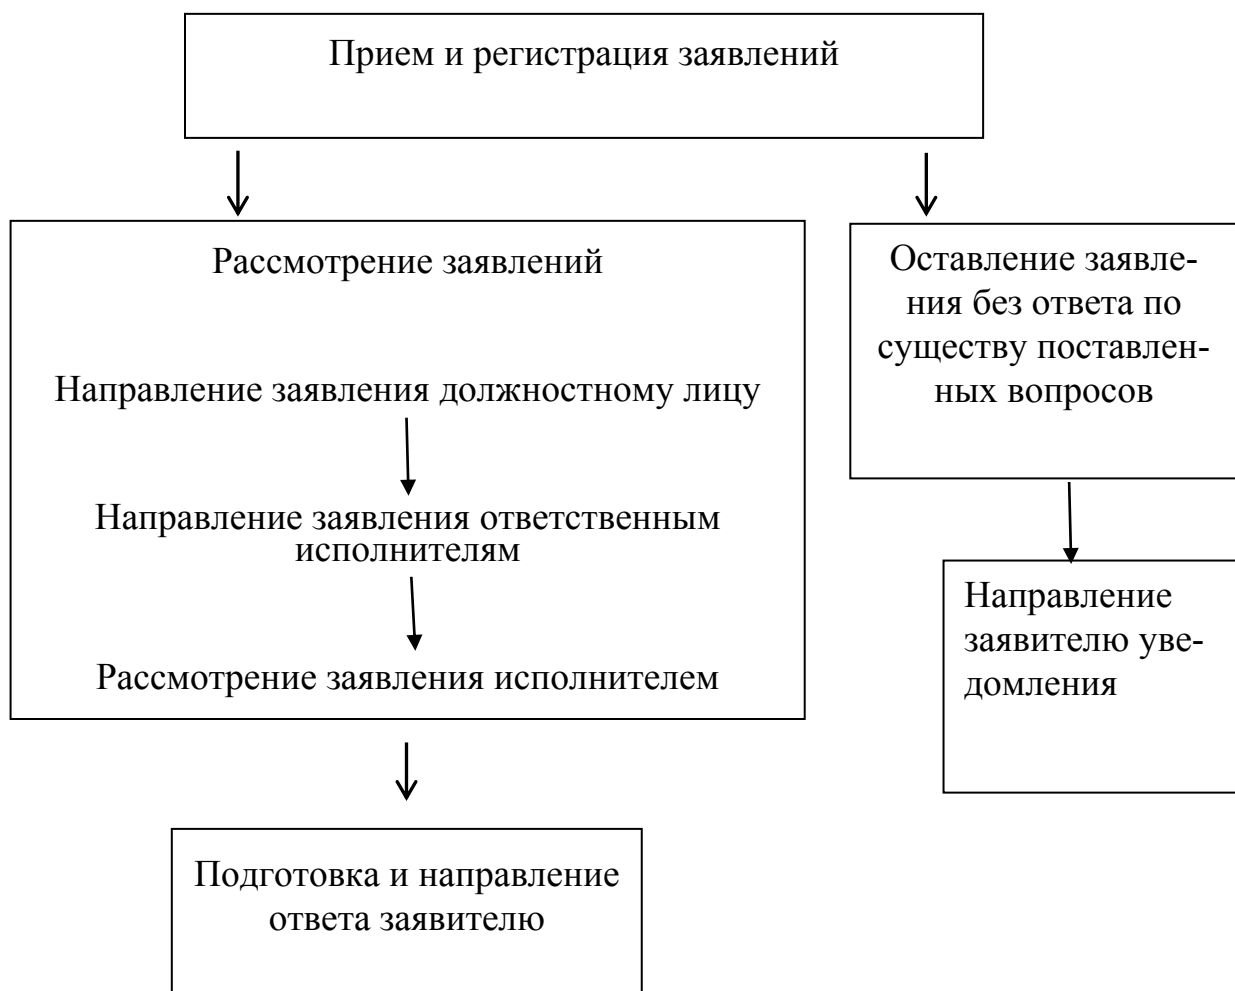 Прием и регистрация заявлений
Рассмотрение заявлений
Направление заявления должностному лицу
Направление заявления ответственным
исполнителям
Рассмотрение заявления исполнителем
Оставление заявле-
ния без ответа по
существу поставлен-
ных вопросов
Направление
заявителю уве-
домления
Подготовка и направление
ответа заявителю